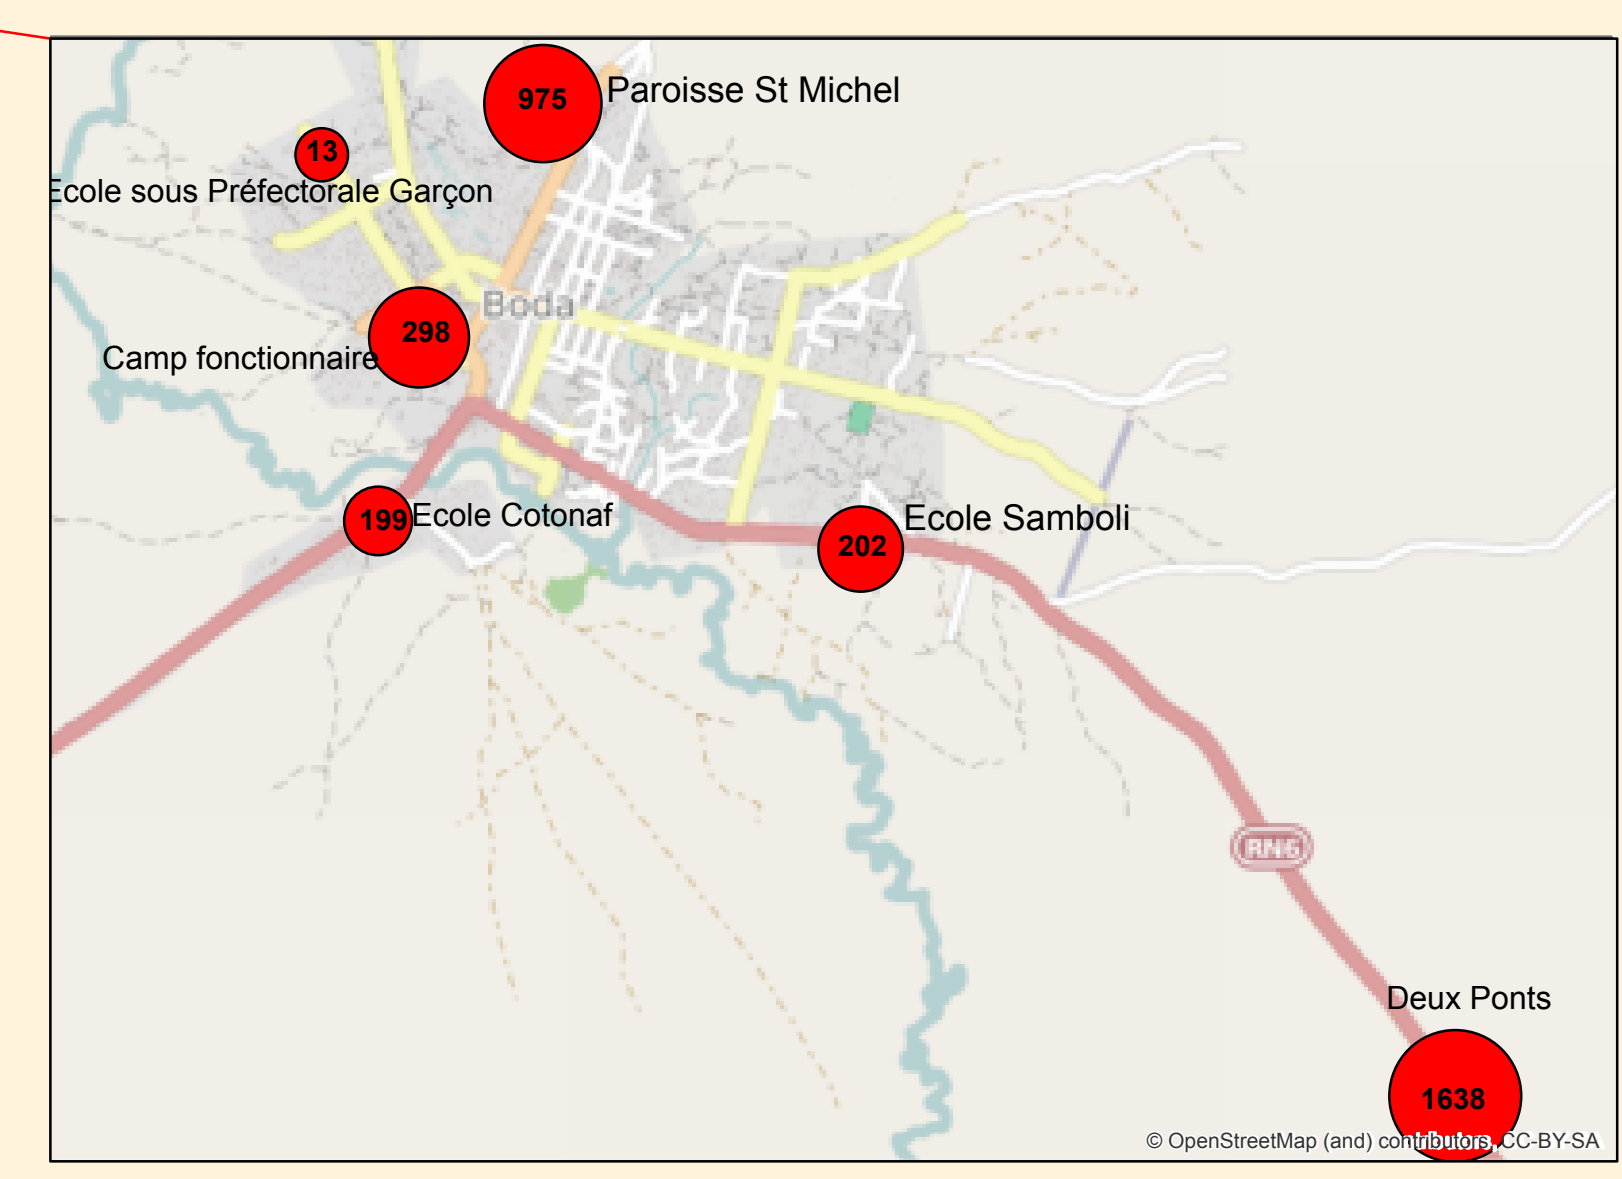 975
Paroisse St Michel
13
Ecole sous Préfectorale Garçon
Boda
298
Camp fonctionnaire
199
Ecole Cotonaf
Ecole Samboli
202
RN6
Deux Ponts
1638
© OpenStreetMap (and) contributors, CC-BY-SA